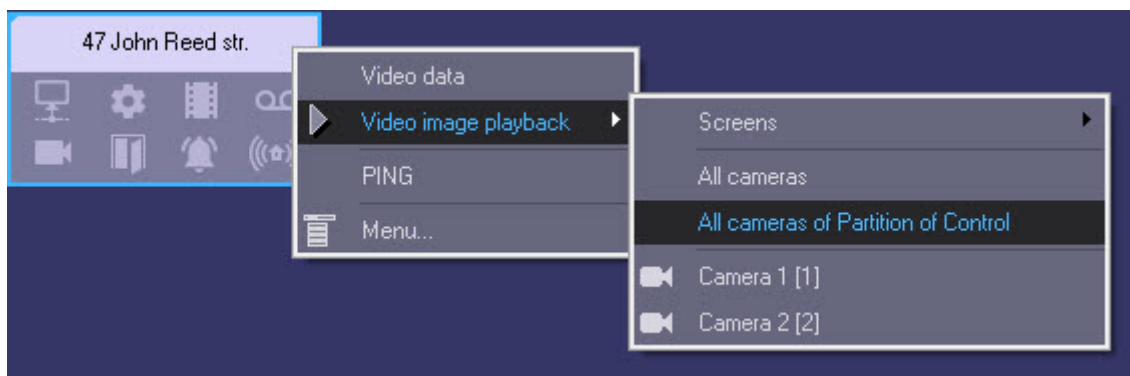 47 John Reed str.
Video data
Video image playback
PING
Menu...
Screens
All cameras
All cameras of Partition of Control
Camera 1 [1]
Camera 2 [2]